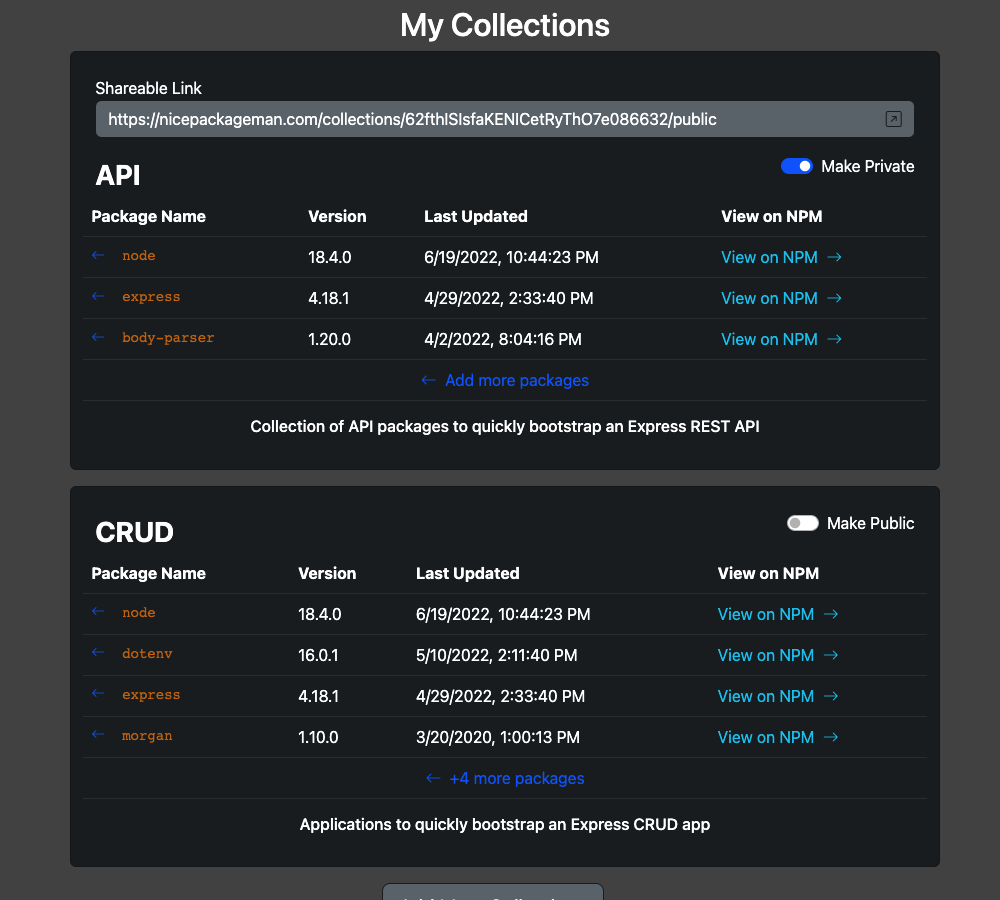 My Collections
Shareable Link
https://nicepackageman.com/collections/62fthlSlsfaKENlCetRyThO7e086632/public
API
Make Private
Package Name Version Last Updated View on NPM
← node 18.4.0 6/19/2022, 10:44:23 PM View on NPM →
← express 4.18.1 4/29/2022, 2:33:40 PM View on NPM →
← body-parser 1.20.0 4/2/2022, 8:04:16 PM View on NPM →
← Add more packages
Collection of API packages to quickly bootstrap an Express REST API
CRUD
Make Public
Package Name Version Last Updated View on NPM
← node 18.4.0 6/19/2022, 10:44:23 PM View on NPM →
← dotenv 16.0.1 5/10/2022, 2:11:40 PM View on NPM →
← express 4.18.1 4/29/2022, 2:33:40 PM View on NPM →
← morgan 1.10.0 3/20/2020, 1:00:13 PM View on NPM →
← +4 more packages
Applications to quickly bootstrap an Express CRUD app